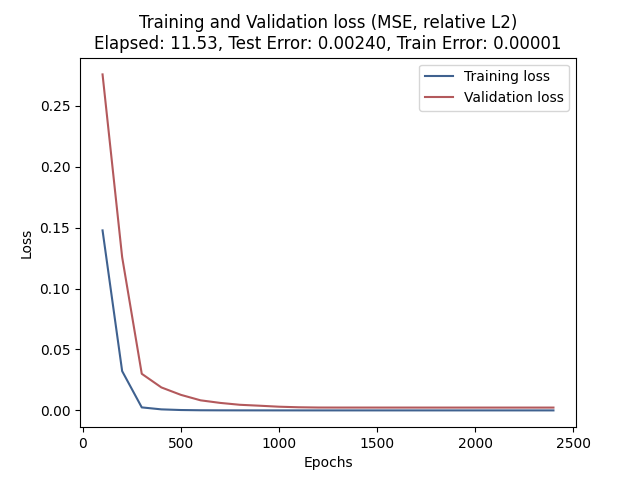 Training and Validation loss (MSE, relative L2)
Elapsed: 11.53, Test Error: 0.00240, Train Error: 0.00001
Training loss
Validation loss
0.25
0.20
0.15
0.10
0.05
0.00
Loss
0
500
1000
1500
2000
2500
Epochs